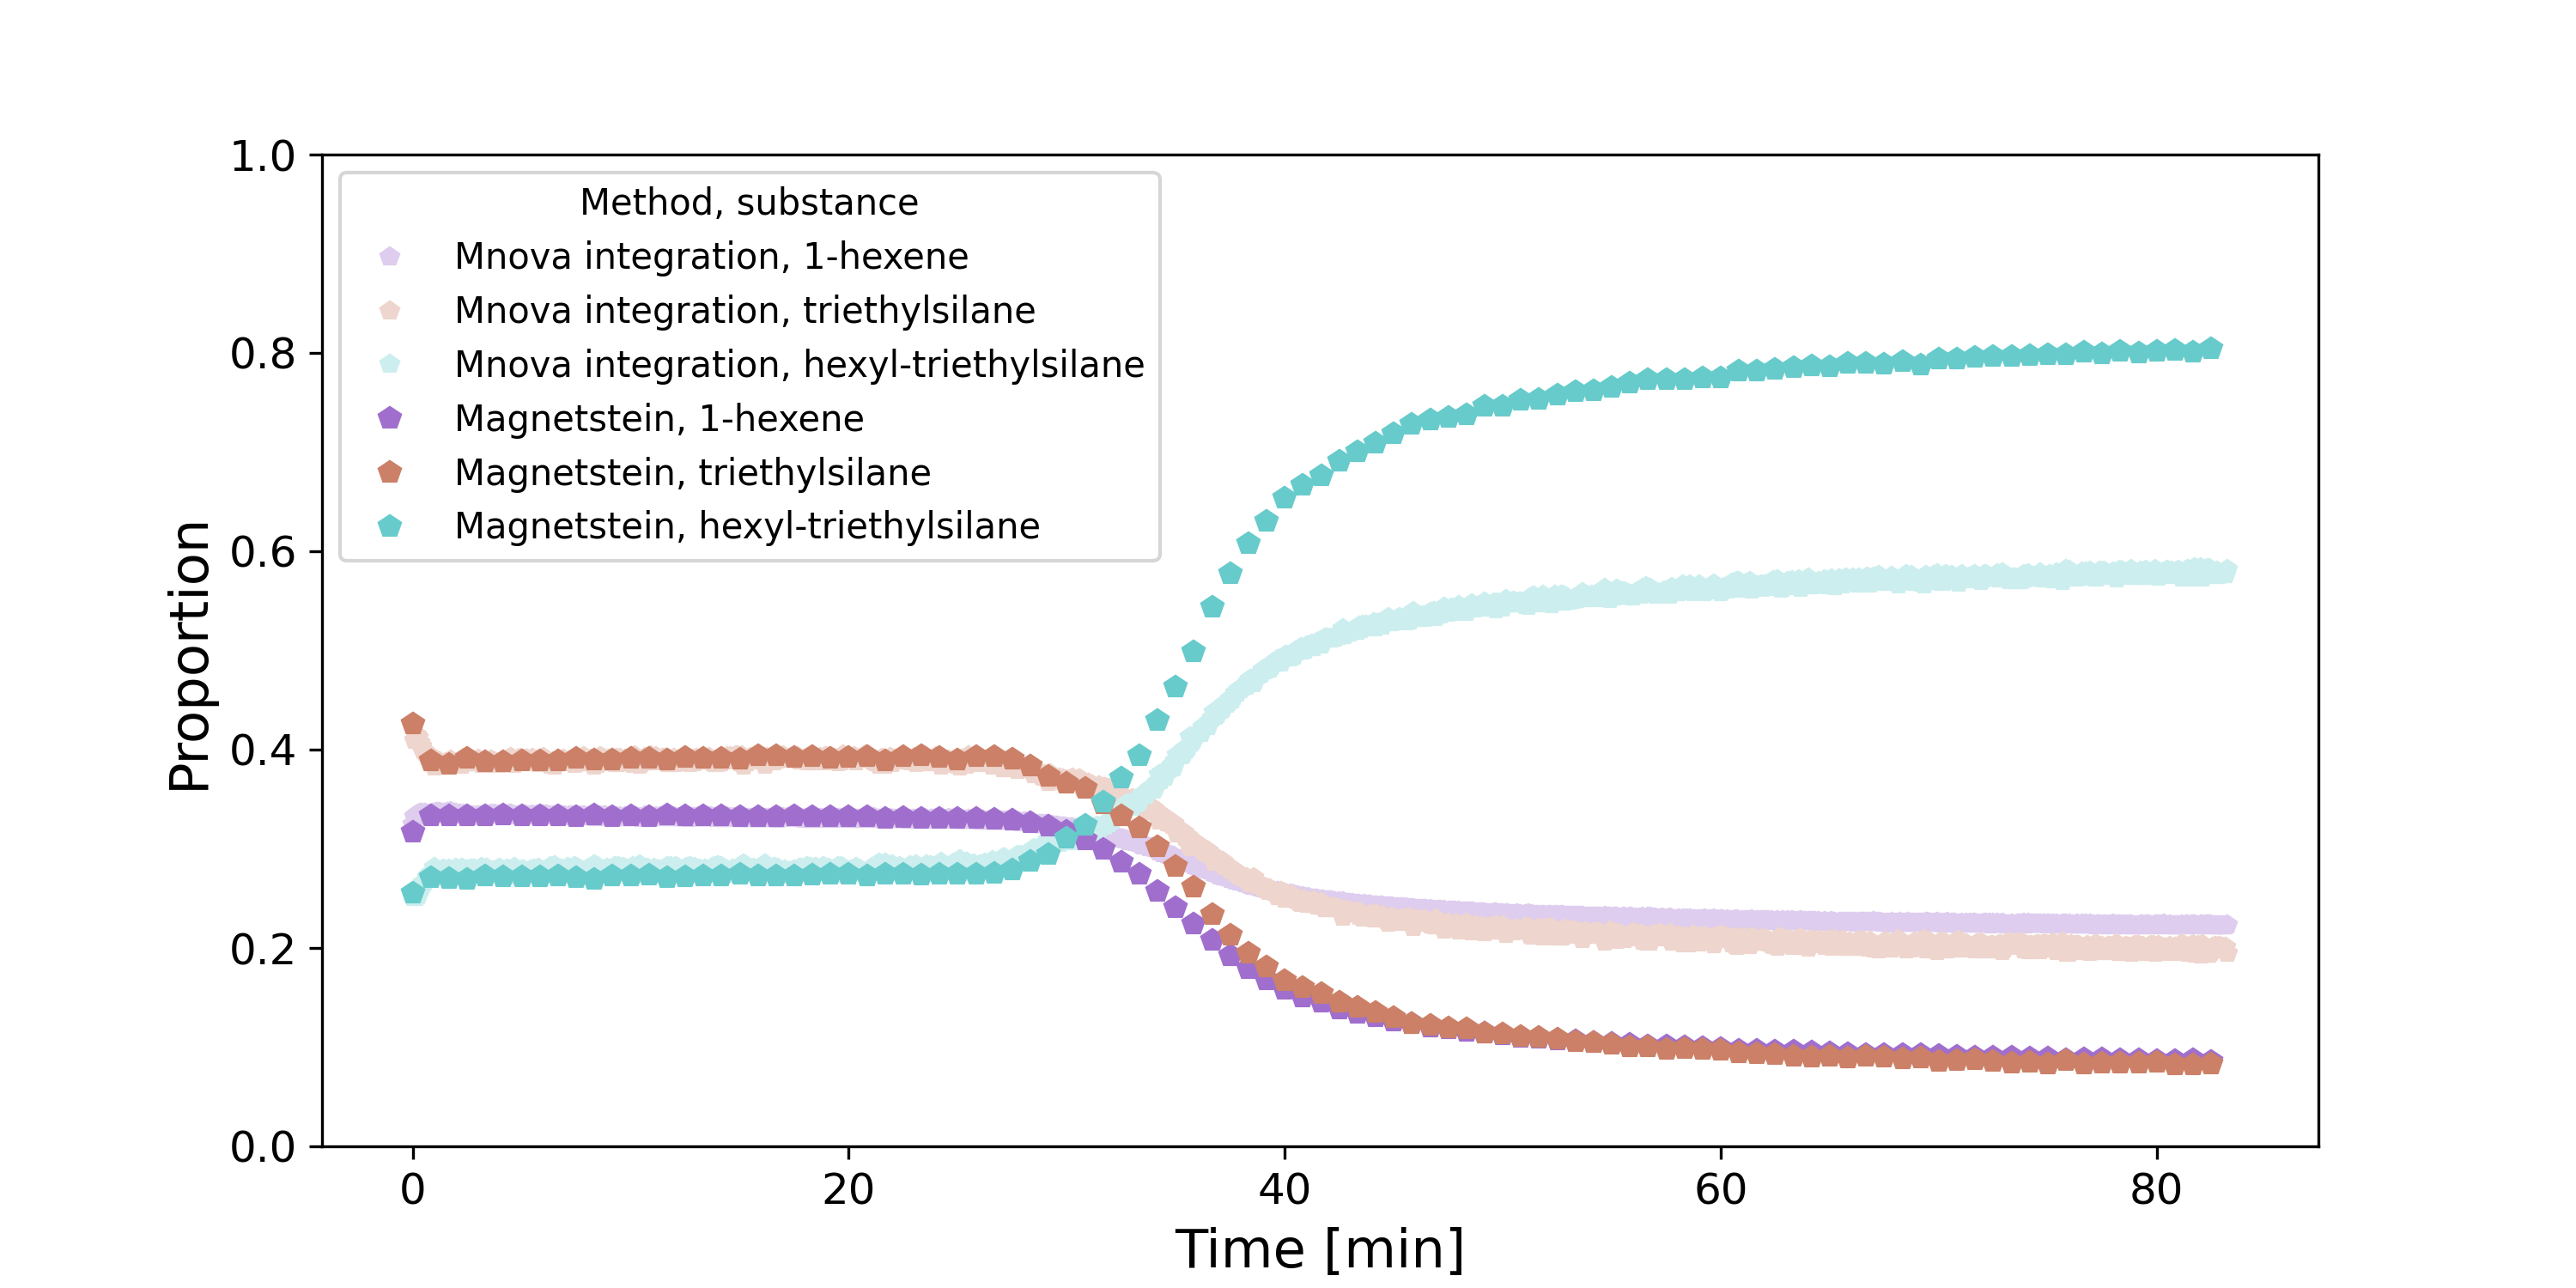 Method, substance
Mnova integration, 1-hexene
Mnova integration, triethylsilane
Mnova integration, hexyl-triethylsilane
Magnetstein, 1-hexene
Magnetstein, triethylsilane
Magnetstein, hexyl-triethylsilane
1.0
0.8
0.6
0.4
0.2
0.0
Proportion
0 20 40 60 80
Time [min]